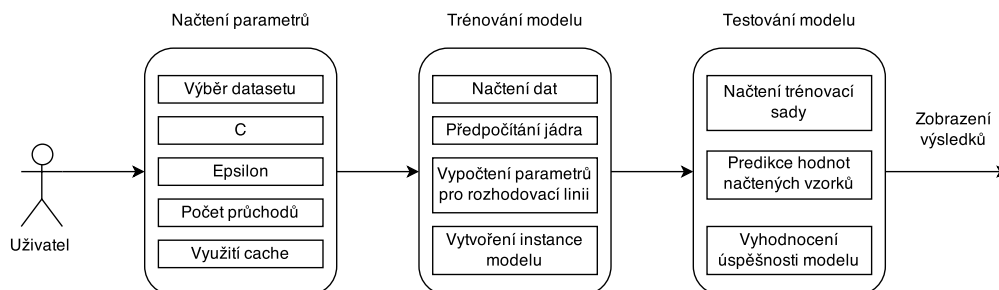 Načtení parametrů
Výběr datasetu
C
Epsilon
Počet průchodů
Využití cache
Trénování modelu
Načtení dat
Předpočítání jádra
Vypočtení parametrů
pro rozhodovací linii
Vytvoření instance
modelu
Testování modelu
Načtení trénovací
sady
Predikce hodnot
načtených vzorků
Vyhodnocení
úspěšnosti modelu
Zobrazení
výsledků
Uživatel